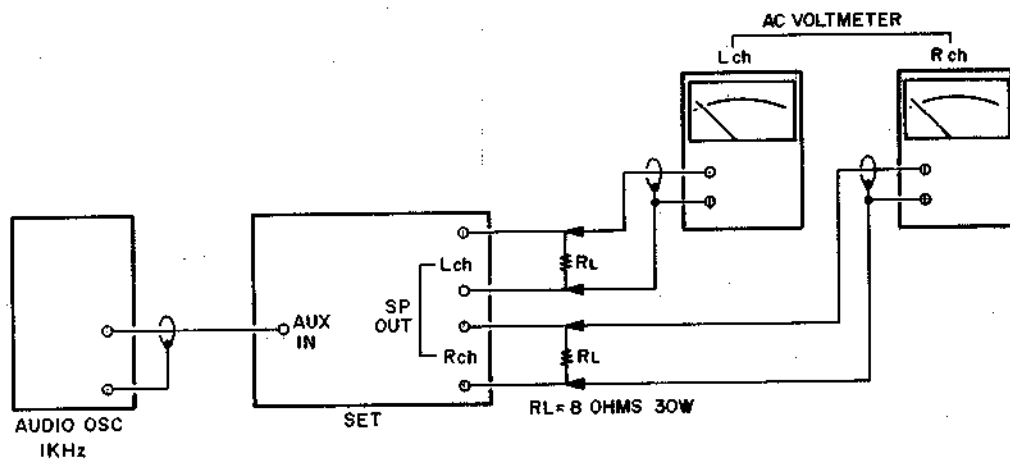 AC VOLTMETER
Lch
Rch
Lch
RL
SP
OUT
AUX
IN
Rch
RL
RL= 8 OHMS 30W
SET
AUDIO OSC
1KHz